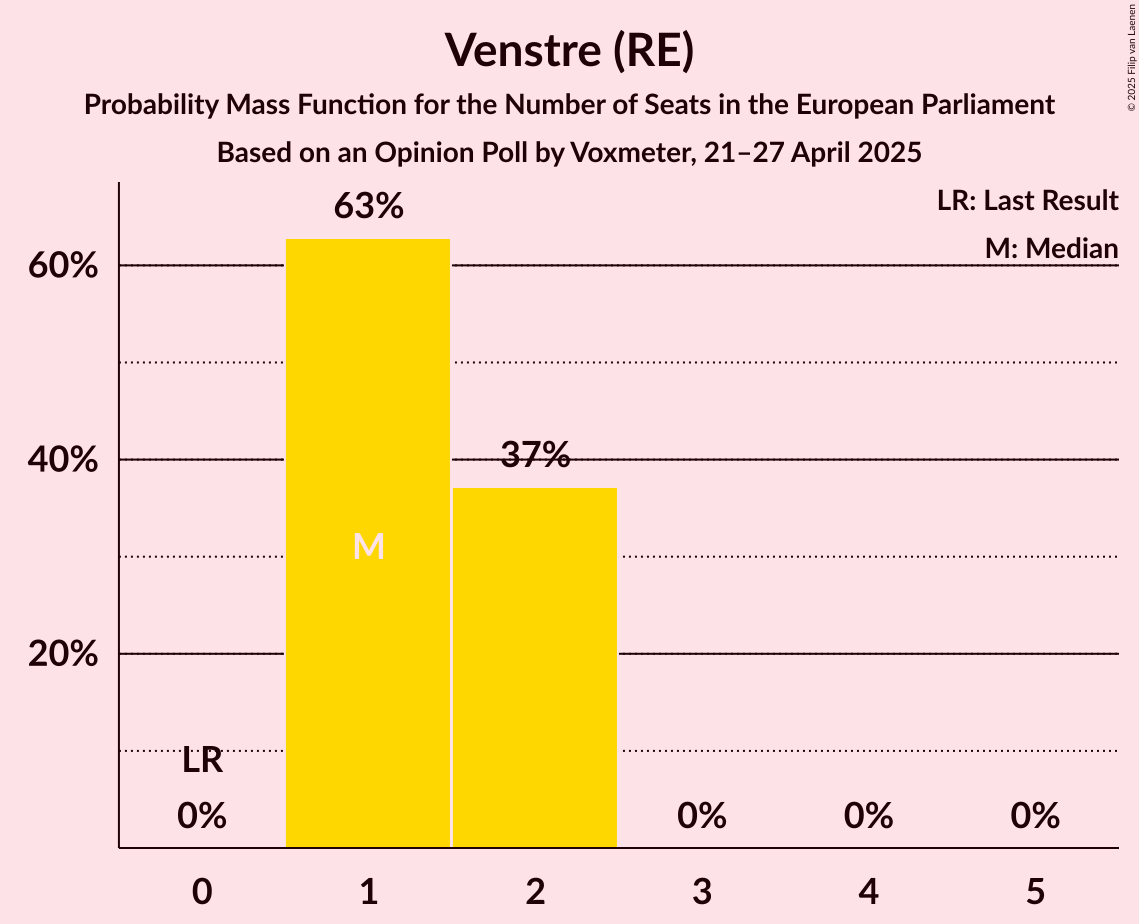 Venstre (RE)
Probability Mass Function for the Number of Seats in the European Parliament
Based on an Opinion Poll by Voxmeter, 21–27 April 2025
© 2025 Filip van Laenen
LR: Last Result
M: Median
63%
60%
37%
40%
M
20%
LR
0%
0%
0%
0%
0
1
2
3
4
5